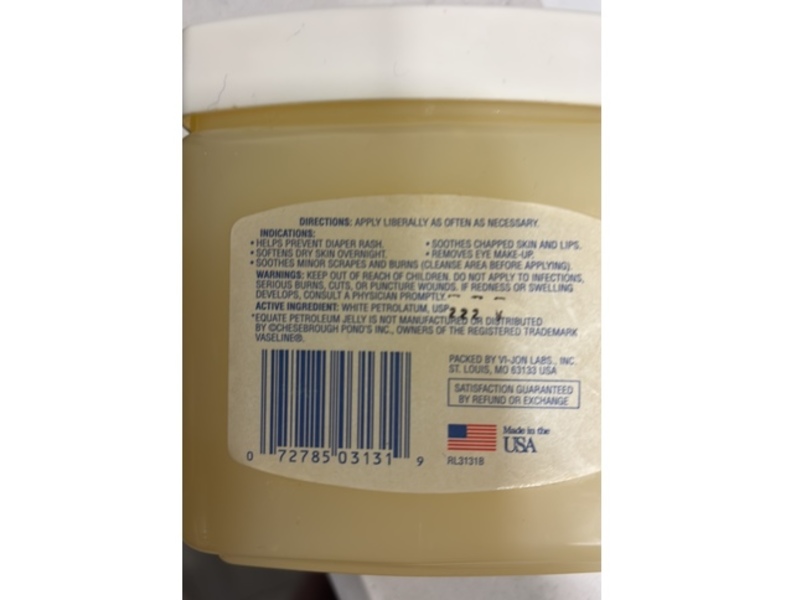 DIRECTIONS: APPLY LIBERALLY AS OFTEN AS NECESSARY.
INDICATIONS:
• HELPS PREVENT DIAPER RASH. • SOOTHES CHAPPED SKIN AND LIPS.
• SOFTENS DRY SKIN OVERNIGHT. • REMOVES EYE MAKE-UP.
• SOOTHES MINOR SCRAPES AND BURNS (CLEANSE AREA BEFORE APPLYING).
WARNINGS: KEEP OUT OF REACH OF CHILDREN. DO NOT APPLY TO INFECTIONS,
SERIOUS BURNS, CUTS, OR PUNCTURE WOUNDS. IF REDNESS OR SWELLING
DEVELOPS, CONSULT A PHYSICIAN PROMPTLY.
ACTIVE INGREDIENT: WHITE PETROLATUM, USP
222 V
*EQUATE PETROLEUM JELLY IS NOT MANUFACTURED OR DISTRIBUTED
BY ©CHESEBROUGH POND'S INC., OWNERS OF THE REGISTERED TRADEMARK
VASELINE®.
PACKED BY VI-JON LABS., INC.
ST. LOUIS, MO 63133 USA
SATISFACTION GUARANTEED
BY REFUND OR EXCHANGE
Made in the
USA
RL3131B
0 72785 03131 9